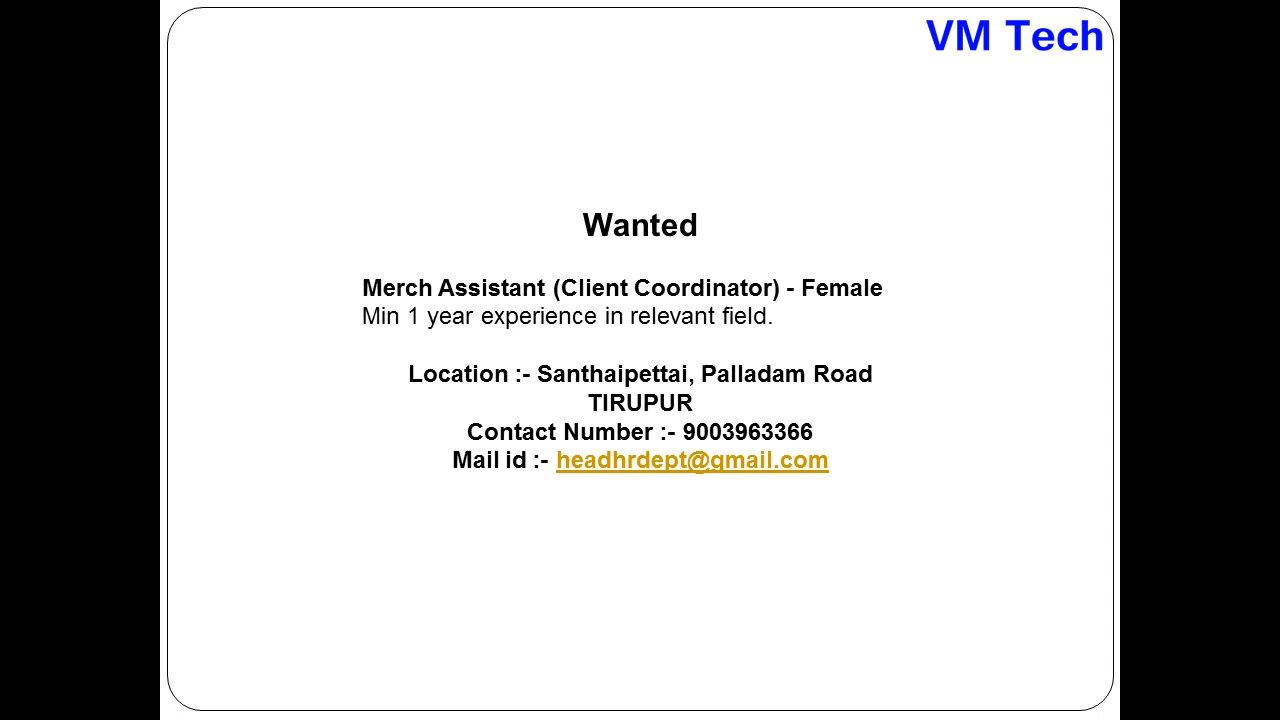 VM Tech
Wanted
Merch Assistant (Client Coordinator) - Female
Min 1 year experience in relevant field.
Location :- Santhaipettai, Palladam Road
TIRUPUR
Contact Number :- 9003963366
Mail id :- headhrdept@gmail.com